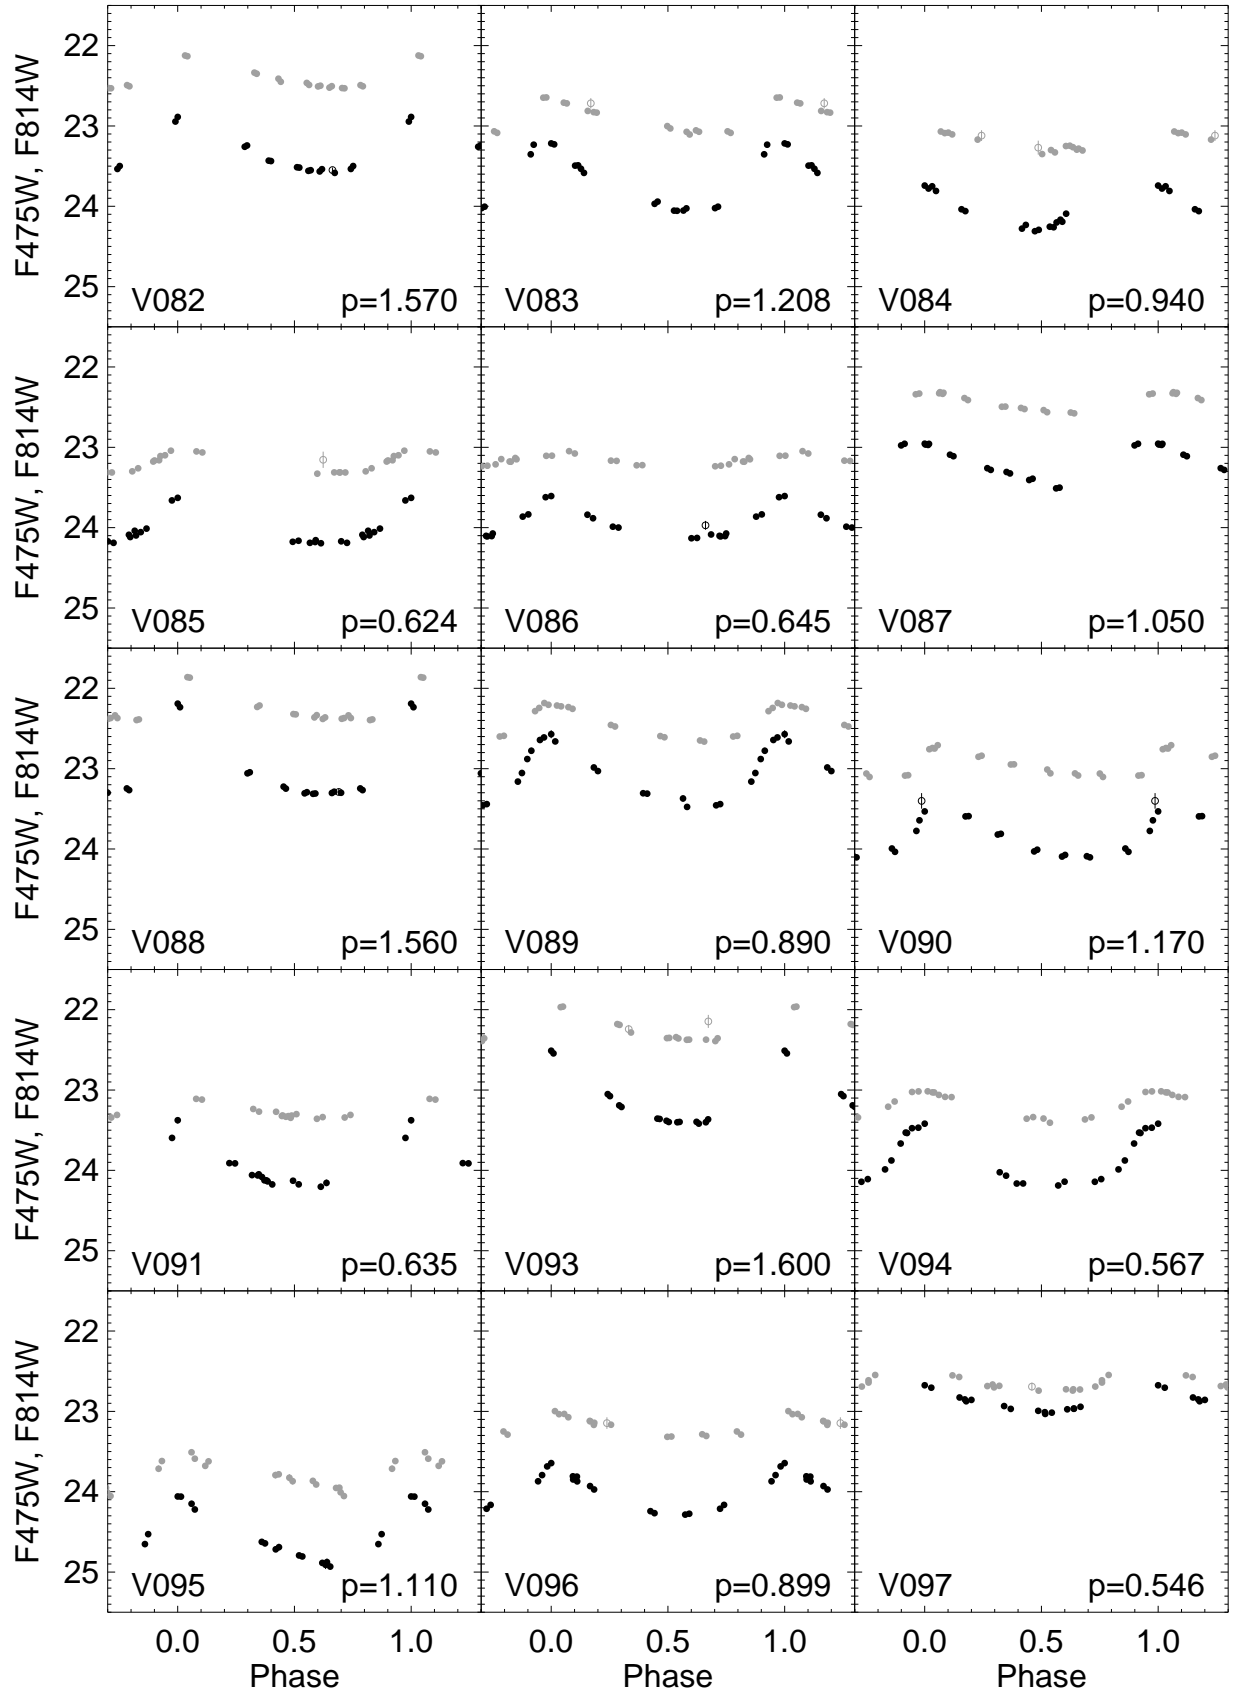 F475W, F814W
22
23
24
25
V082 p=1.570
V083 p=1.208
V084 p=0.940
F475W, F814W
22
23
24
25
V085 p=0.624
V086 p=0.645
V087 p=1.050
F475W, F814W
22
23
24
25
V088 p=1.560
V089 p=0.890
V090 p=1.170
F475W, F814W
22
23
24
25
V091 p=0.635
V093 p=1.600
V094 p=0.567
F475W, F814W
22
23
24
25
V095 p=1.110
V096 p=0.899
V097 p=0.546
0.0 0.5 1.0
0.0 0.5 1.0
0.0 0.5 1.0
Phase
Phase
Phase